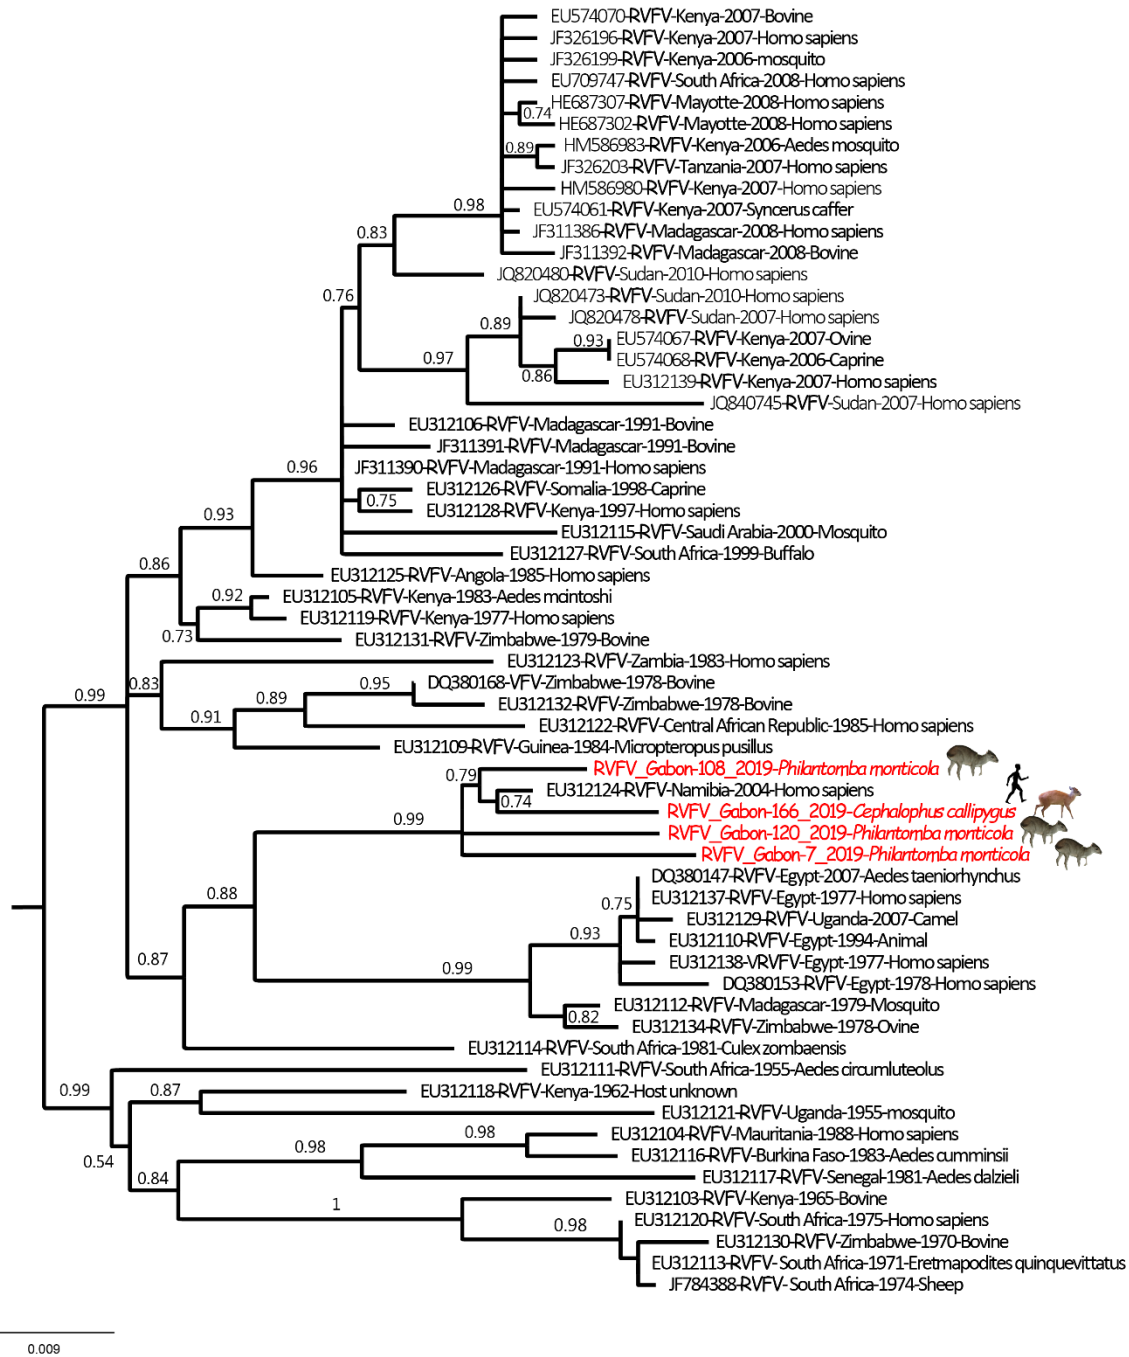 EU574070-RVFV-Kenya-2007-Bovine
JF326196-RVFV-Kenya-2007-Homo sapiens
JF326199-RVFV-Kenya-2006-mosquito
EU709747-RVFV-South Africa-2008-Homo sapiens
HE687307-RVFV-Mayotte-2008-Homo sapiens
0.74
HE687302-RVFV-Mayotte-2008-Homo sapiens
HM586983-RVFV-Kenya-2006-Aedes mosquito
0.89
JF326203-RVFV-Tanzania-2007-Homo sapiens
HM586980-RVFV-Kenya-2007-Homo sapiens
0.98
EU574061-RVFV-Kenya-2007-Syncerus caffer
0.83
JF311386-RVFV-Madagascar-2008-Homo sapiens
JF311392-RVFV-Madagascar-2008-Bovine
JQ820480-RVFV-Sudan-2010-Homo sapiens
0.76
JQ820473-RVFV-Sudan-2010-Homo sapiens
0.89
JQ820478-RVFV-Sudan-2007-Homo sapiens
0.93
EU574067-RVFV-Kenya-2007-Ovine
0.97
EU574068-RVFV-Kenya-2006-Caprine
0.86
EU312139-RVFV-Kenya-2007-Homo sapiens
JQ840745-RVFV-Sudan-2007-Homo sapiens
EU312106-RVFV-Madagascar-1991-Bovine
JF311391-RVFV-Madagascar-1991-Bovine
0.96
JF311390-RVFV-Madagascar-1991-Homo sapiens
EU312126-RVFV-Somalia-1998-Caprine
0.75
EU312128-RVFV-Kenya-1997-Homo sapiens
0.93
EU312115-RVFV-Saudi Arabia-2000-Mosquito
EU312127-RVFV-South Africa-1999-Buffalo
0.86
EU312125-RVFV-Angola-1985-Homo sapiens
0.92
EU312105-RVFV-Kenya-1983-Aedes mcintoshi
EU312119-RVFV-Kenya-1977-Homo sapiens
0.73
EU312131-RVFV-Zimbabwe-1979-Bovine
EU312123-RVFV-Zambia-1983-Homo sapiens
0.99
0.83
0.95
DQ380168-VFV-Zimbabwe-1978-Bovine
0.89
EU312132-RVFV-Zimbabwe-1978-Bovine
0.91
EU312122-RVFV-Central African Republic-1985-Homo sapiens
EU312109-RVFV-Guinea-1984-Micropteropus pusillus
0.79
RVFV_Gabon-108_2019-Philantomba monticola
EU312124-RVFV-Namibia-2004-Homo sapiens
0.74
RVFV_Gabon-166_2019-Cephalophus callipygus
0.99
RVFV_Gabon-120_2019-Philantomba monticola
RVFV_Gabon-7_2019-Philantomba monticola
DQ380147-RVFV-Egypt-2007-Aedes taeniorhynchus
0.88
0.75
EU312137-RVFV-Egypt-1977-Homo sapiens
EU312129-RVFV-Uganda-2007-Camel
0.93
EU312110-RVFV-Egypt-1994-Animal
0.87
0.99
EU312138-VRVFV-Egypt-1977-Homo sapiens
DQ380153-RVFV-Egypt-1978-Homo sapiens
EU312112-RVFV-Madagascar-1979-Mosquito
0.82
EU312134-RVFV-Zimbabwe-1978-Ovine
EU312114-RVFV-South Africa-1981-Culex zombaensis
EU312111-RVFV-South Africa-1955-Aedes circumluteolus
0.99
0.87
EU312118-RVFV-Kenya-1962-Host unknown
EU312121-RVFV-Uganda-1955-mosquito
0.98
EU312104-RVFV-Mauritania-1988-Homo sapiens
0.98
EU312116-RVFV-Burkina Faso-1983-Aedes cumminsii
0.54
0.84
EU312117-RVFV-Senegal-1981-Aedes dalzieli
1
EU312103-RVFV-Kenya-1965-Bovine
0.98
EU312120-RVFV-South Africa-1975-Homo sapiens
EU312130-RVFV-Zimbabwe-1970-Bovine
EU312113-RVFV- South Africa-1971-Eretmapodites quinquevittatus
JF784388-RVFV- South Africa-1974-Sheep
0.009